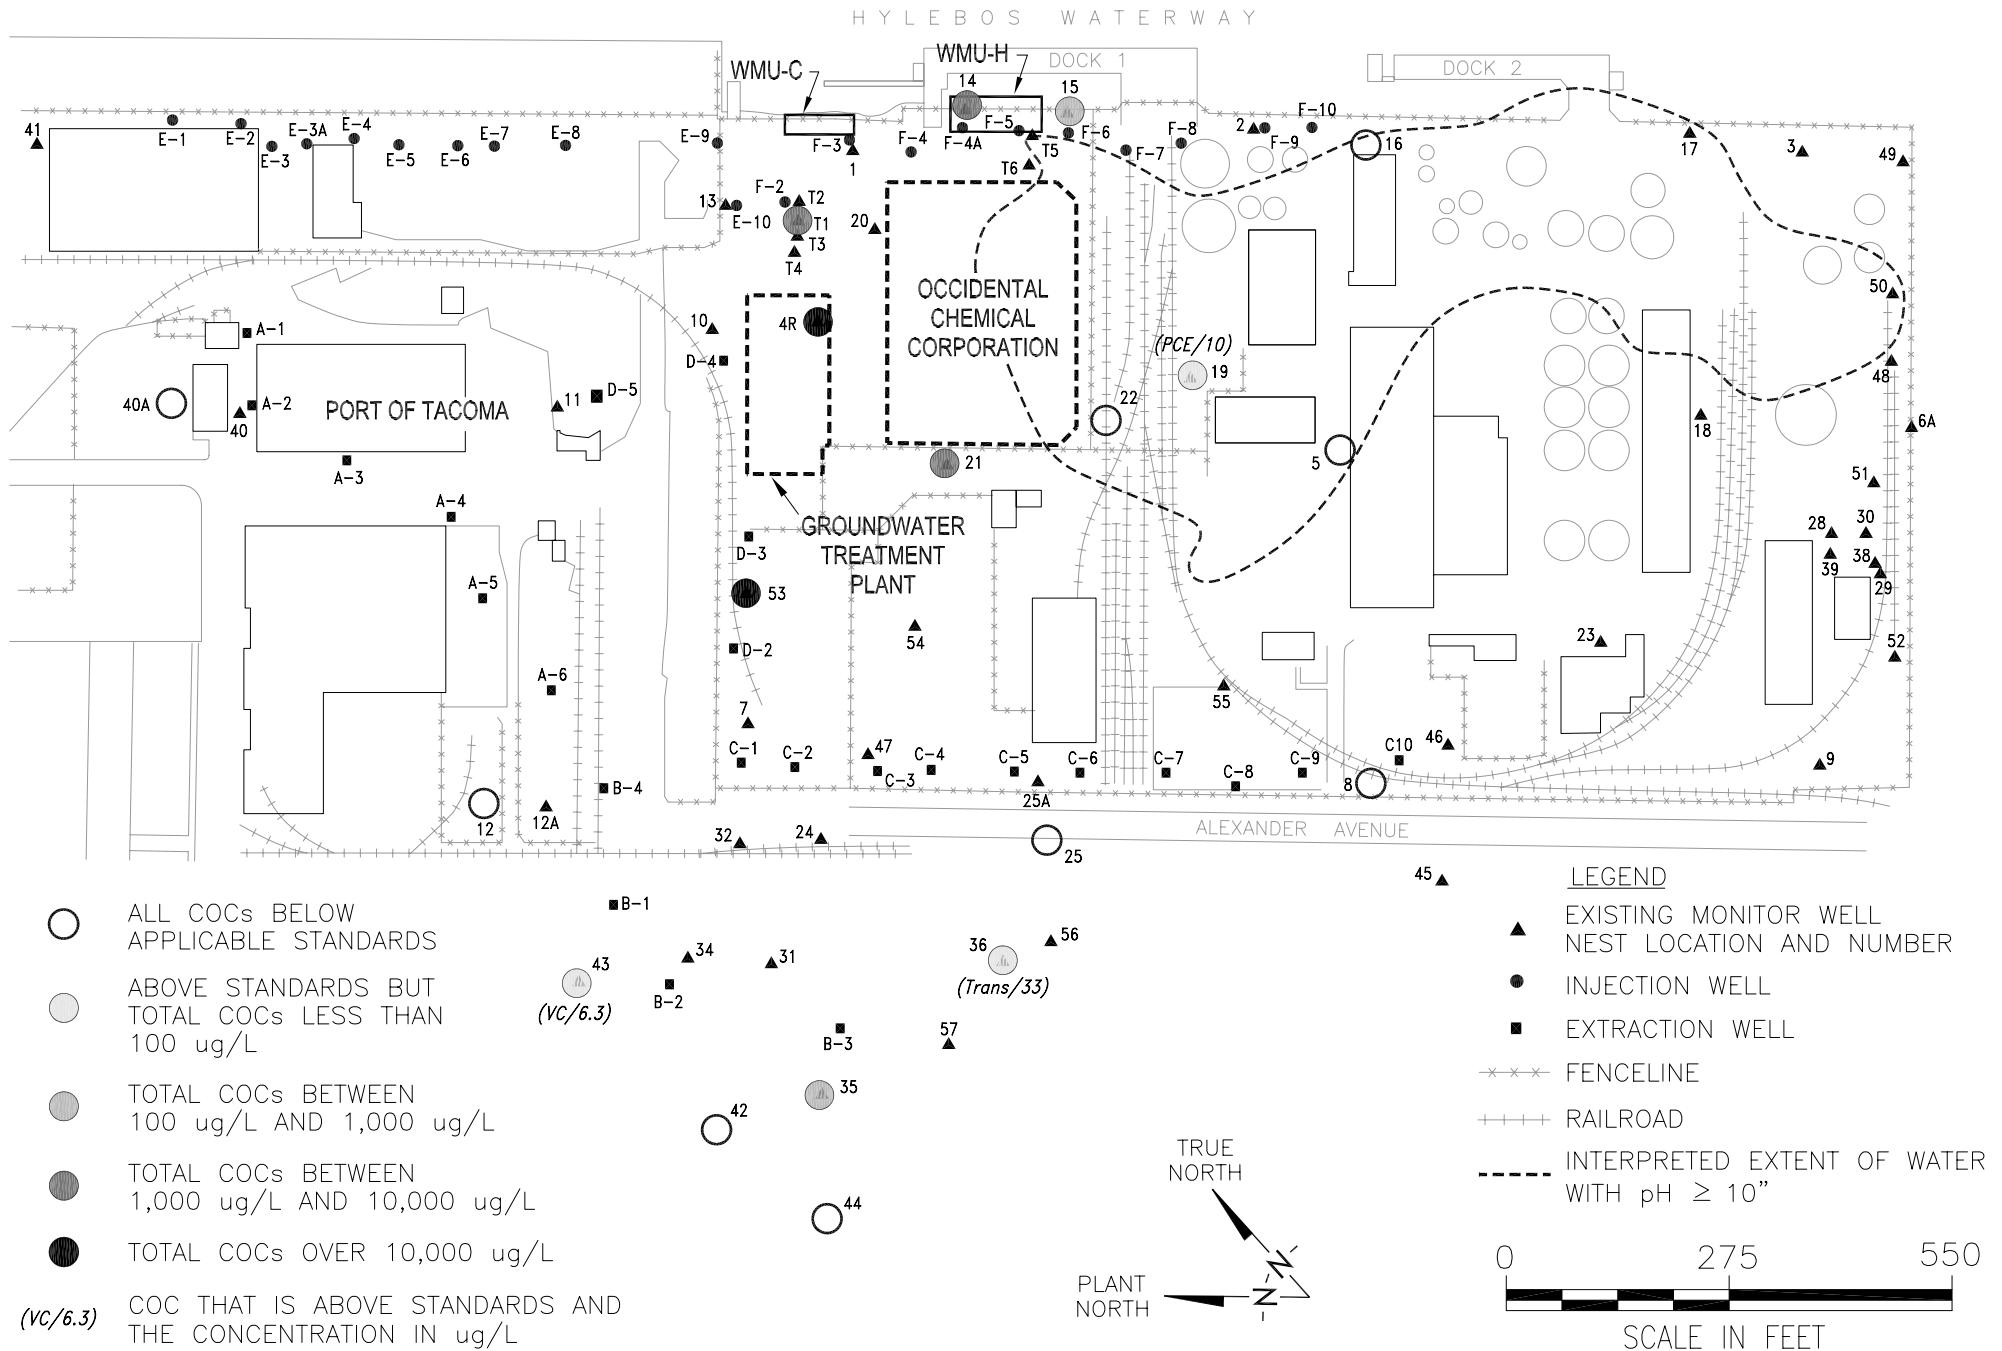 HYLEBOS WATERWAY
WMU-C
WMU-H
DOCK 1
DOCK 2
14
15
41
E-1
E-2
E-3
E-3A
E-4
E-5
E-6
E-7
E-8
E-9
F-3
1
F-4
F-4A
F-5
T5
F-6
F-7
F-8
2
F-9
F-10
16
17
3
49
T6
13
E-10
F-2
T2
T1
T3
T4
20
OCCIDENTAL
CHEMICAL
CORPORATION
50
A-1
10
4R
D-4
(PCE/10)
19
48
40A
A-2
40
PORT OF TACOMA
11
D-5
22
18
6A
5
A-3
21
51
A-4
GROUNDWATER
TREATMENT
PLANT
D-3
28
30
39
38
29
A-5
53
54
23
52
D-2
A-6
55
7
C-1
C-2
47
C-3
C-4
C-5
C-6
C-7
C-8
C-9
C10
46
9
8
B-4
12
12A
25A
32
24
25
ALEXANDER AVENUE
45
B-1
34
31
36
56
(Trans/33)
43
(VC/6.3)
B-2
B-3
57
35
42
44
ALL COCs BELOW
APPLICABLE STANDARDS
ABOVE STANDARDS BUT
TOTAL COCs LESS THAN
100 ug/L
TOTAL COCs BETWEEN
100 ug/L AND 1,000 ug/L
TOTAL COCs BETWEEN
1,000 ug/L AND 10,000 ug/L
TOTAL COCs OVER 10,000 ug/L
(VC/6.3)
COC THAT IS ABOVE STANDARDS AND
THE CONCENTRATION IN ug/L
TRUE
NORTH
N
PLANT
NORTH
N
LEGEND
EXISTING MONITOR WELL
NEST LOCATION AND NUMBER
INJECTION WELL
EXTRACTION WELL
FENCELINE
RAILROAD
INTERPRETED EXTENT OF WATER
WITH pH ≥ 10”
0 275 550
SCALE IN FEET